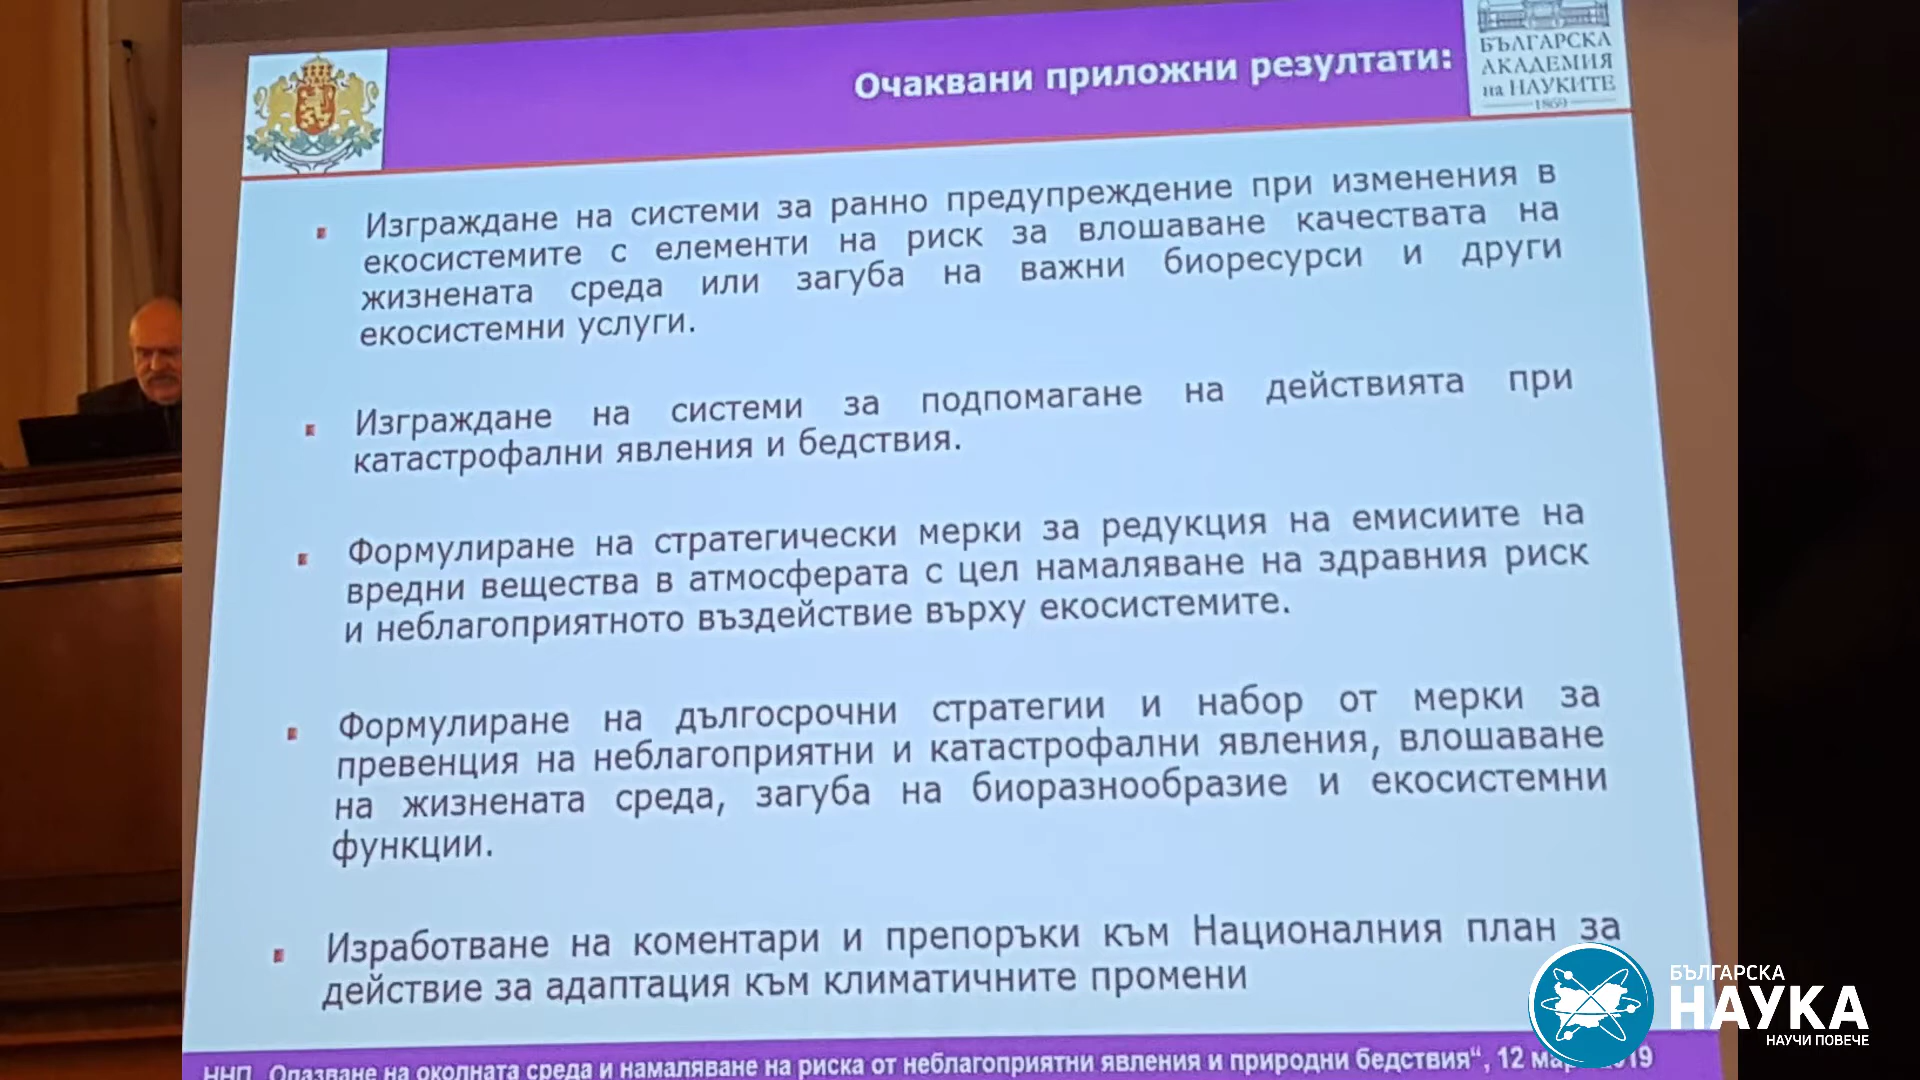 Очаквани приложни резултати:
БЪЛГАРСКА
АКАДЕМИЯ
на НАУКИТЕ
1869
Изграждане на системи за ранно предупреждение при изменения в
екосистемите с елементи на риск за влошаване качествата на
жизнената среда или загуба на важни биоресурси и други
екосистемни услуги.
Изграждане на системи за подпомагане на действията при
катастрофални явления и бедствия.
Формулиране на стратегически мерки за редукция на емисиите на
вредни вещества в атмосферата с цел намаляване на здравния риск
и неблагоприятното въздействие върху екосистемите.
Формулиране на дългосрочни стратегии и набор от мерки за
превенция на неблагоприятни и катастрофални явления, влошаване
на жизнената среда, загуба на биоразнообразие и екосистемни
функции.
Изработване на коментари и препоръки към Националния план за
действие за адаптация към климатичните промени
ННП „Опазване на околната среда и намаляване на риска от неблагоприятни явления и природни бедствия“, 12
БЪЛГАРСКА
НАУКА
НАУЧИ ПОВЕЧЕ